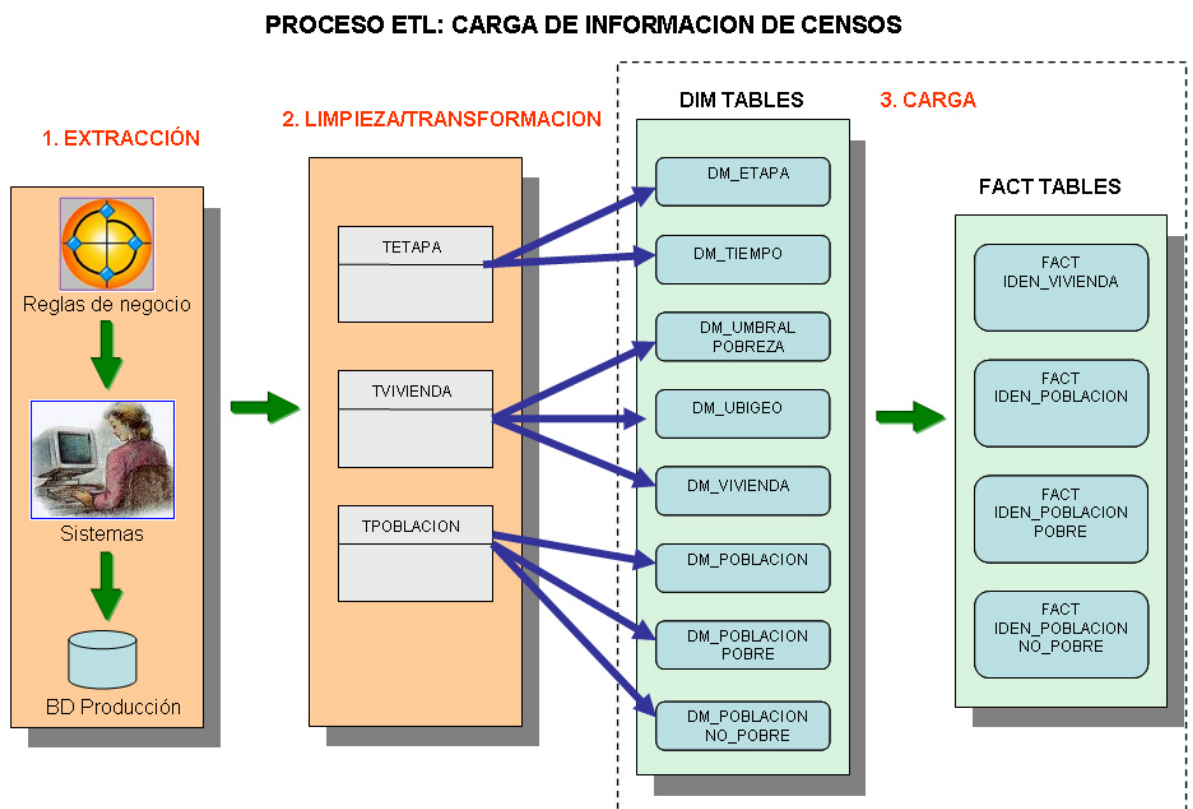 PROCESO ETL: CARGA DE INFORMACION DE CENSOS
1. EXTRACCIÓN
Reglas de negocio
Sistemas
BD Producción
2. LIMPIEZA/TRANSFORMACION
TETAPA
TVIVIENDA
TPOBLACION
3. CARGA
DIM TABLES
DM_ETAPA
DM_TIEMPO
DM_UMBRAL
POBREZA
DM_UBIGEO
DM_VIVIENDA
DM_POBLACION
DM_POBLACION
POBRE
DM_POBLACION
NO_POBRE
FACT TABLES
FACT
IDEN_VIVIENDA
FACT
IDEN_POBLACION
FACT
IDEN_POBLACION
POBRE
FACT
IDEN_POBLACION
NO_POBRE